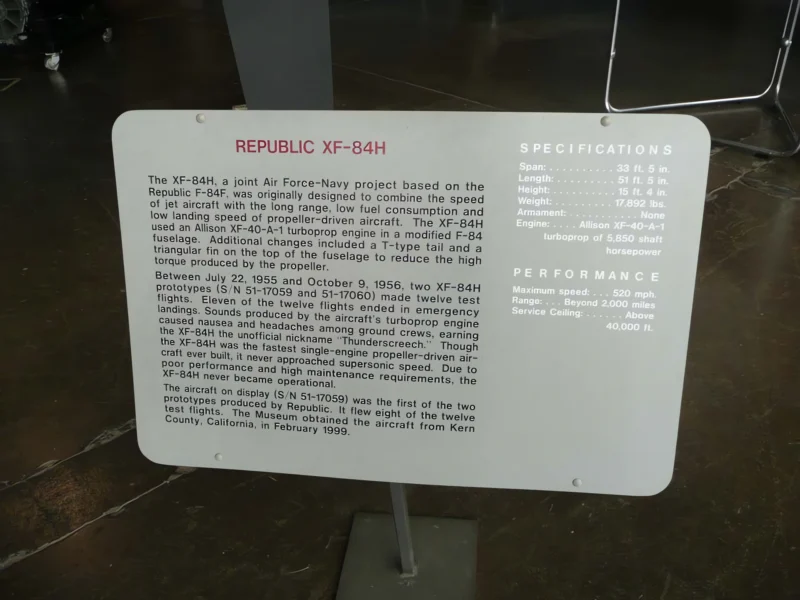 REPUBLIC XF-84H
The XF-84H, a joint Air Force-Navy project based on the
Republic F-84F, was originally designed to combine the speed
of jet aircraft with the long range, low fuel consumption and
low landing speed of propeller-driven aircraft. The XF-84H
used an Allison XF-40-A-1 turboprop engine in a modified F-84
fuselage. Additional changes included a T-type tail and a
triangular fin on the top of the fuselage to reduce the high
torque produced by the propeller.
Between July 22, 1955 and October 9, 1956, two XF-84H
prototypes (S/N 51-17059 and 51-17060) made twelve test
flights. Eleven of the twelve flights ended in emergency
landings. Sounds produced by the aircraft's turboprop engine
caused nausea and headaches among ground crews, earning
the XF-84H the unofficial nickname "Thunderscreech." Though
the XF-84H was the fastest single-engine propeller-driven air-
craft ever built, it never approached supersonic speed. Due to
poor performance and high maintenance requirements, the
XF-84H never became operational.
The aircraft on display (S/N 51-17059) was the first of the two
prototypes produced by Republic. It flew eight of the twelve
test flights. The Museum obtained the aircraft from Kern
County, California, in February 1999.
SPECIFICATIONS
Span: . . . . . . . . . . 33 ft. 5 in.
Length: . . . . . . . . . 51 ft. 5 in.
Height: . . . . . . . . . 15 ft. 4 in.
Weight: . . . . . . . . . 17,892 lbs.
Armament: . . . . . . . . . . None
Engine: . . . . Allison XF-40-A-1
turboprop of 5,850 shaft
horsepower
PERFORMANCE
Maximum speed: . . . 520 mph.
Range: . . . Beyond 2,000 miles
Service Ceiling: . . . . . . Above
40,000 ft.